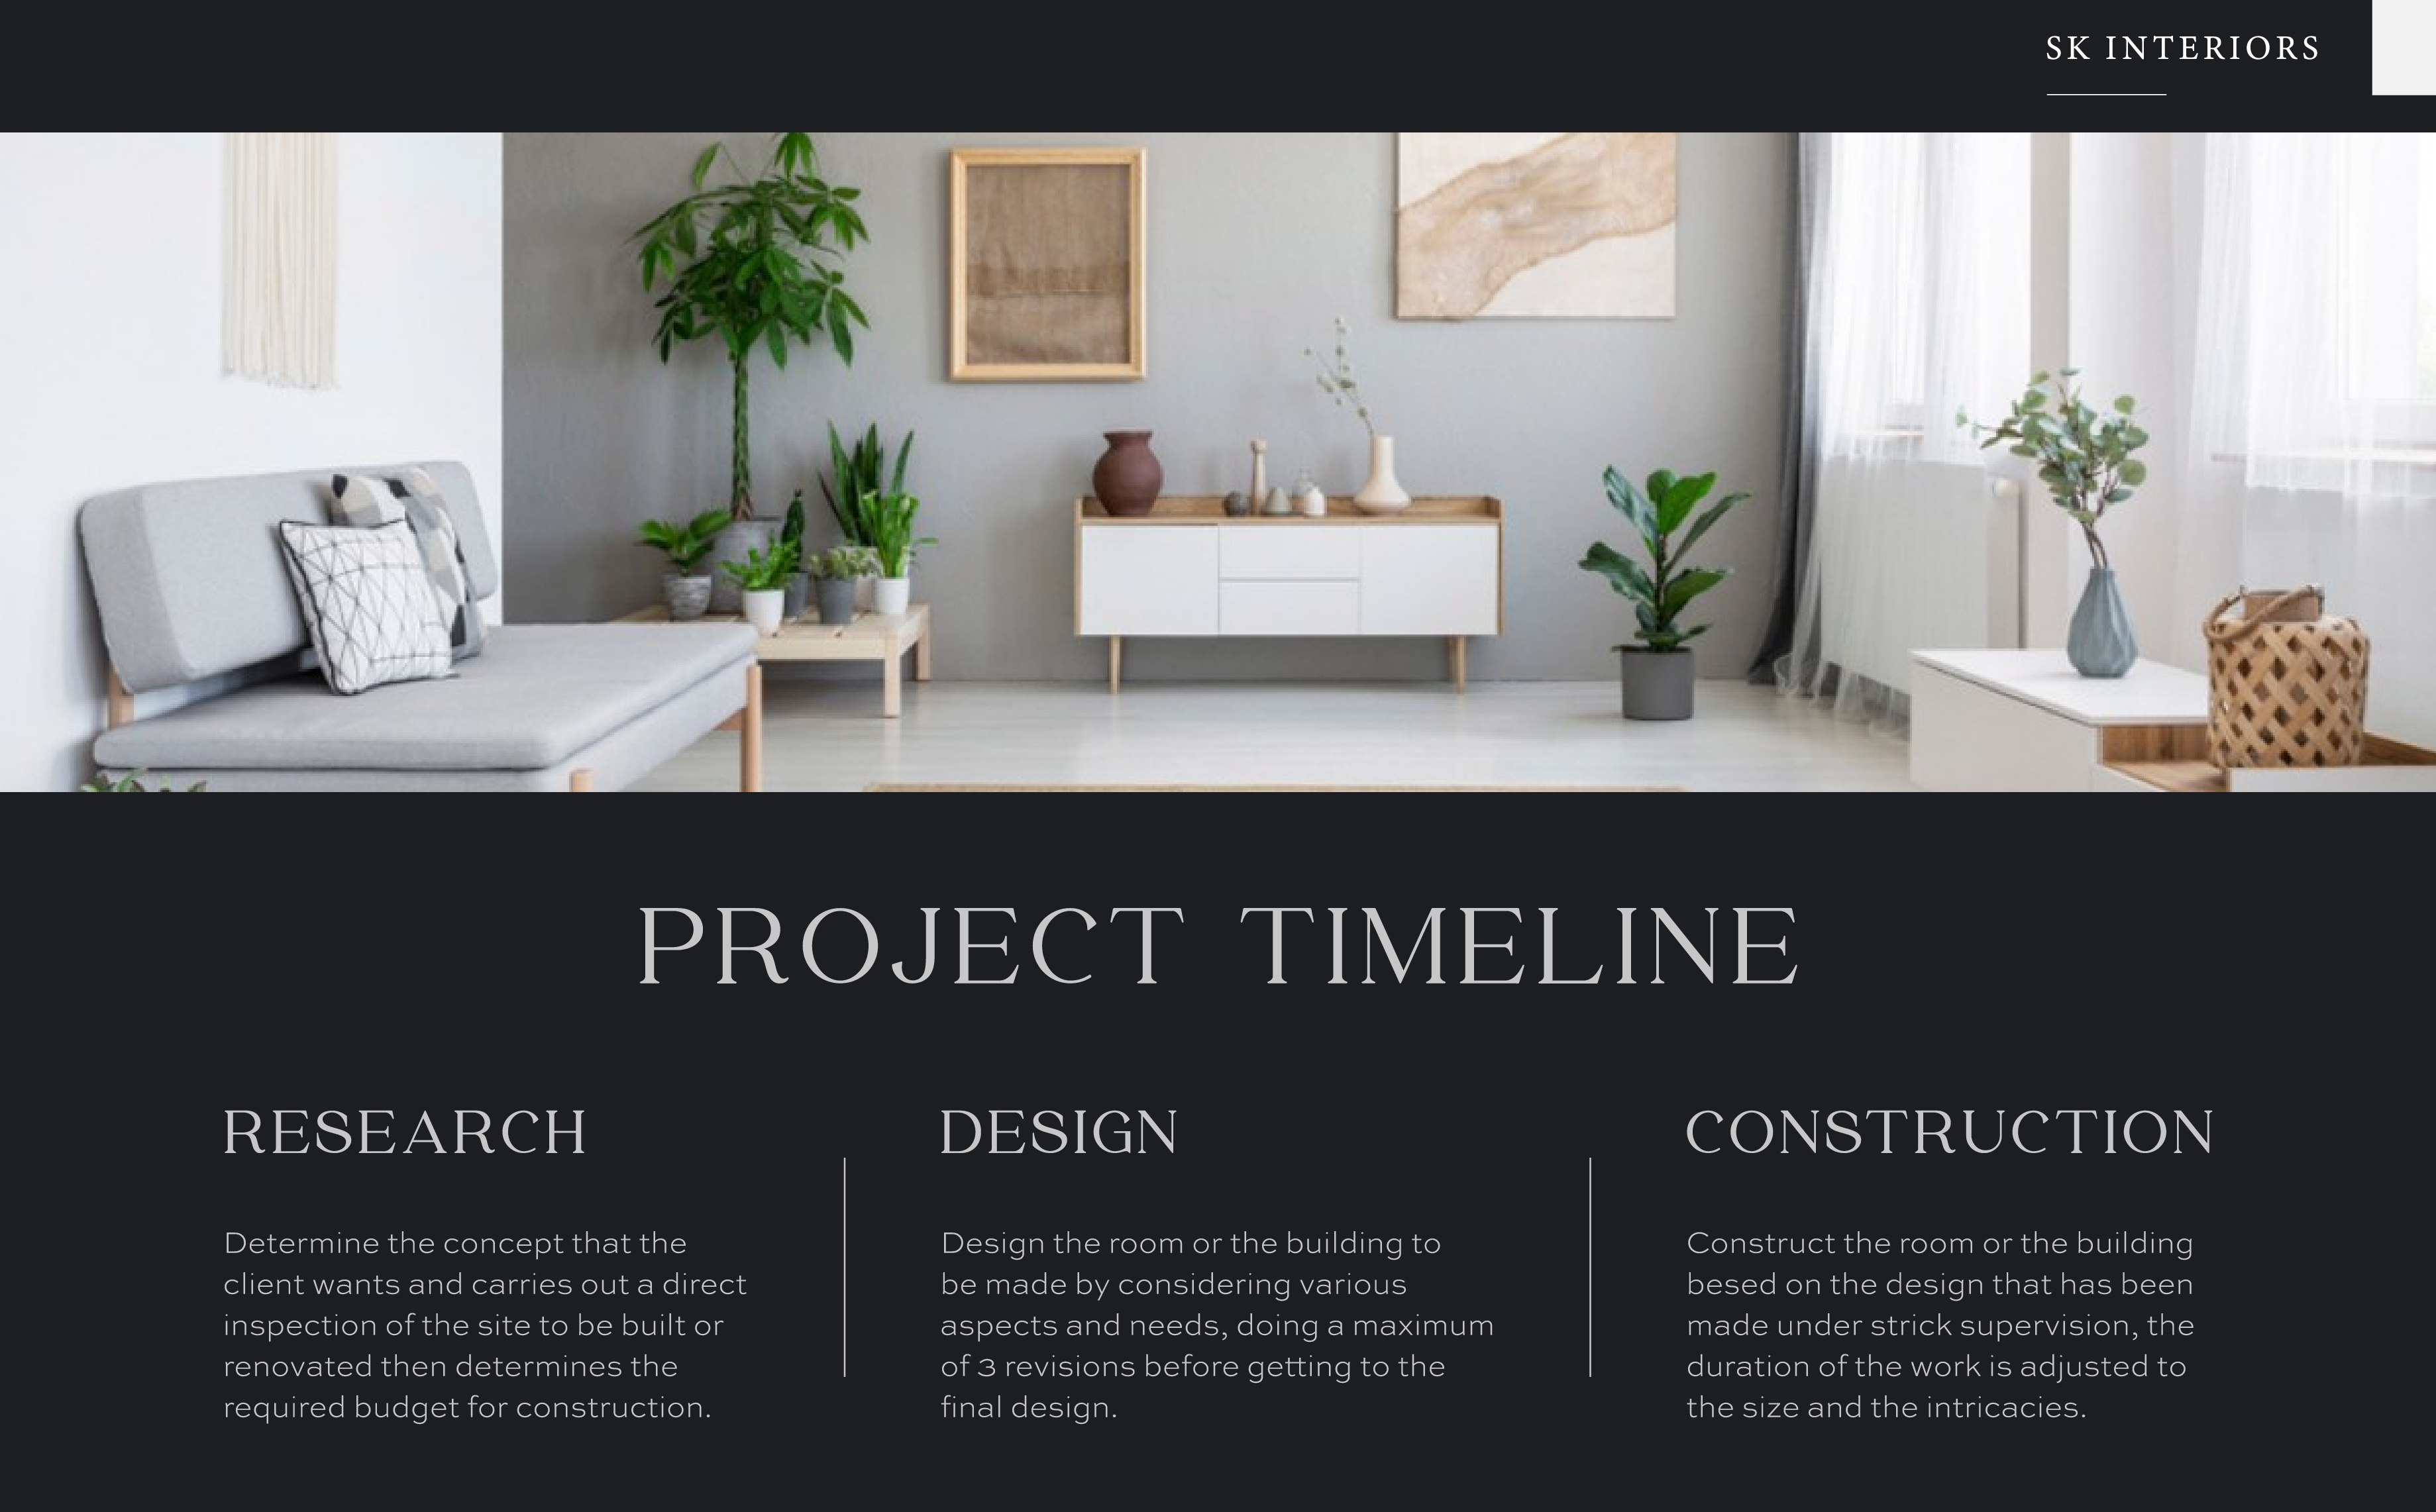 SK INTERIORS
PROJECT TIMELINE
RESEARCH
Determine the concept that the
client wants and carries out a direct
inspection of the site to be built or
renovated then determines the
required budget for construction.
DESIGN
Design the room or the building to
be made by considering various
aspects and needs, doing a maximum
of 3 revisions before getting to the
final design.
CONSTRUCTION
Construct the room or the building
besed on the design that has been
made under strick supervision, the
duration of the work is adjusted to
the size and the intricacies.